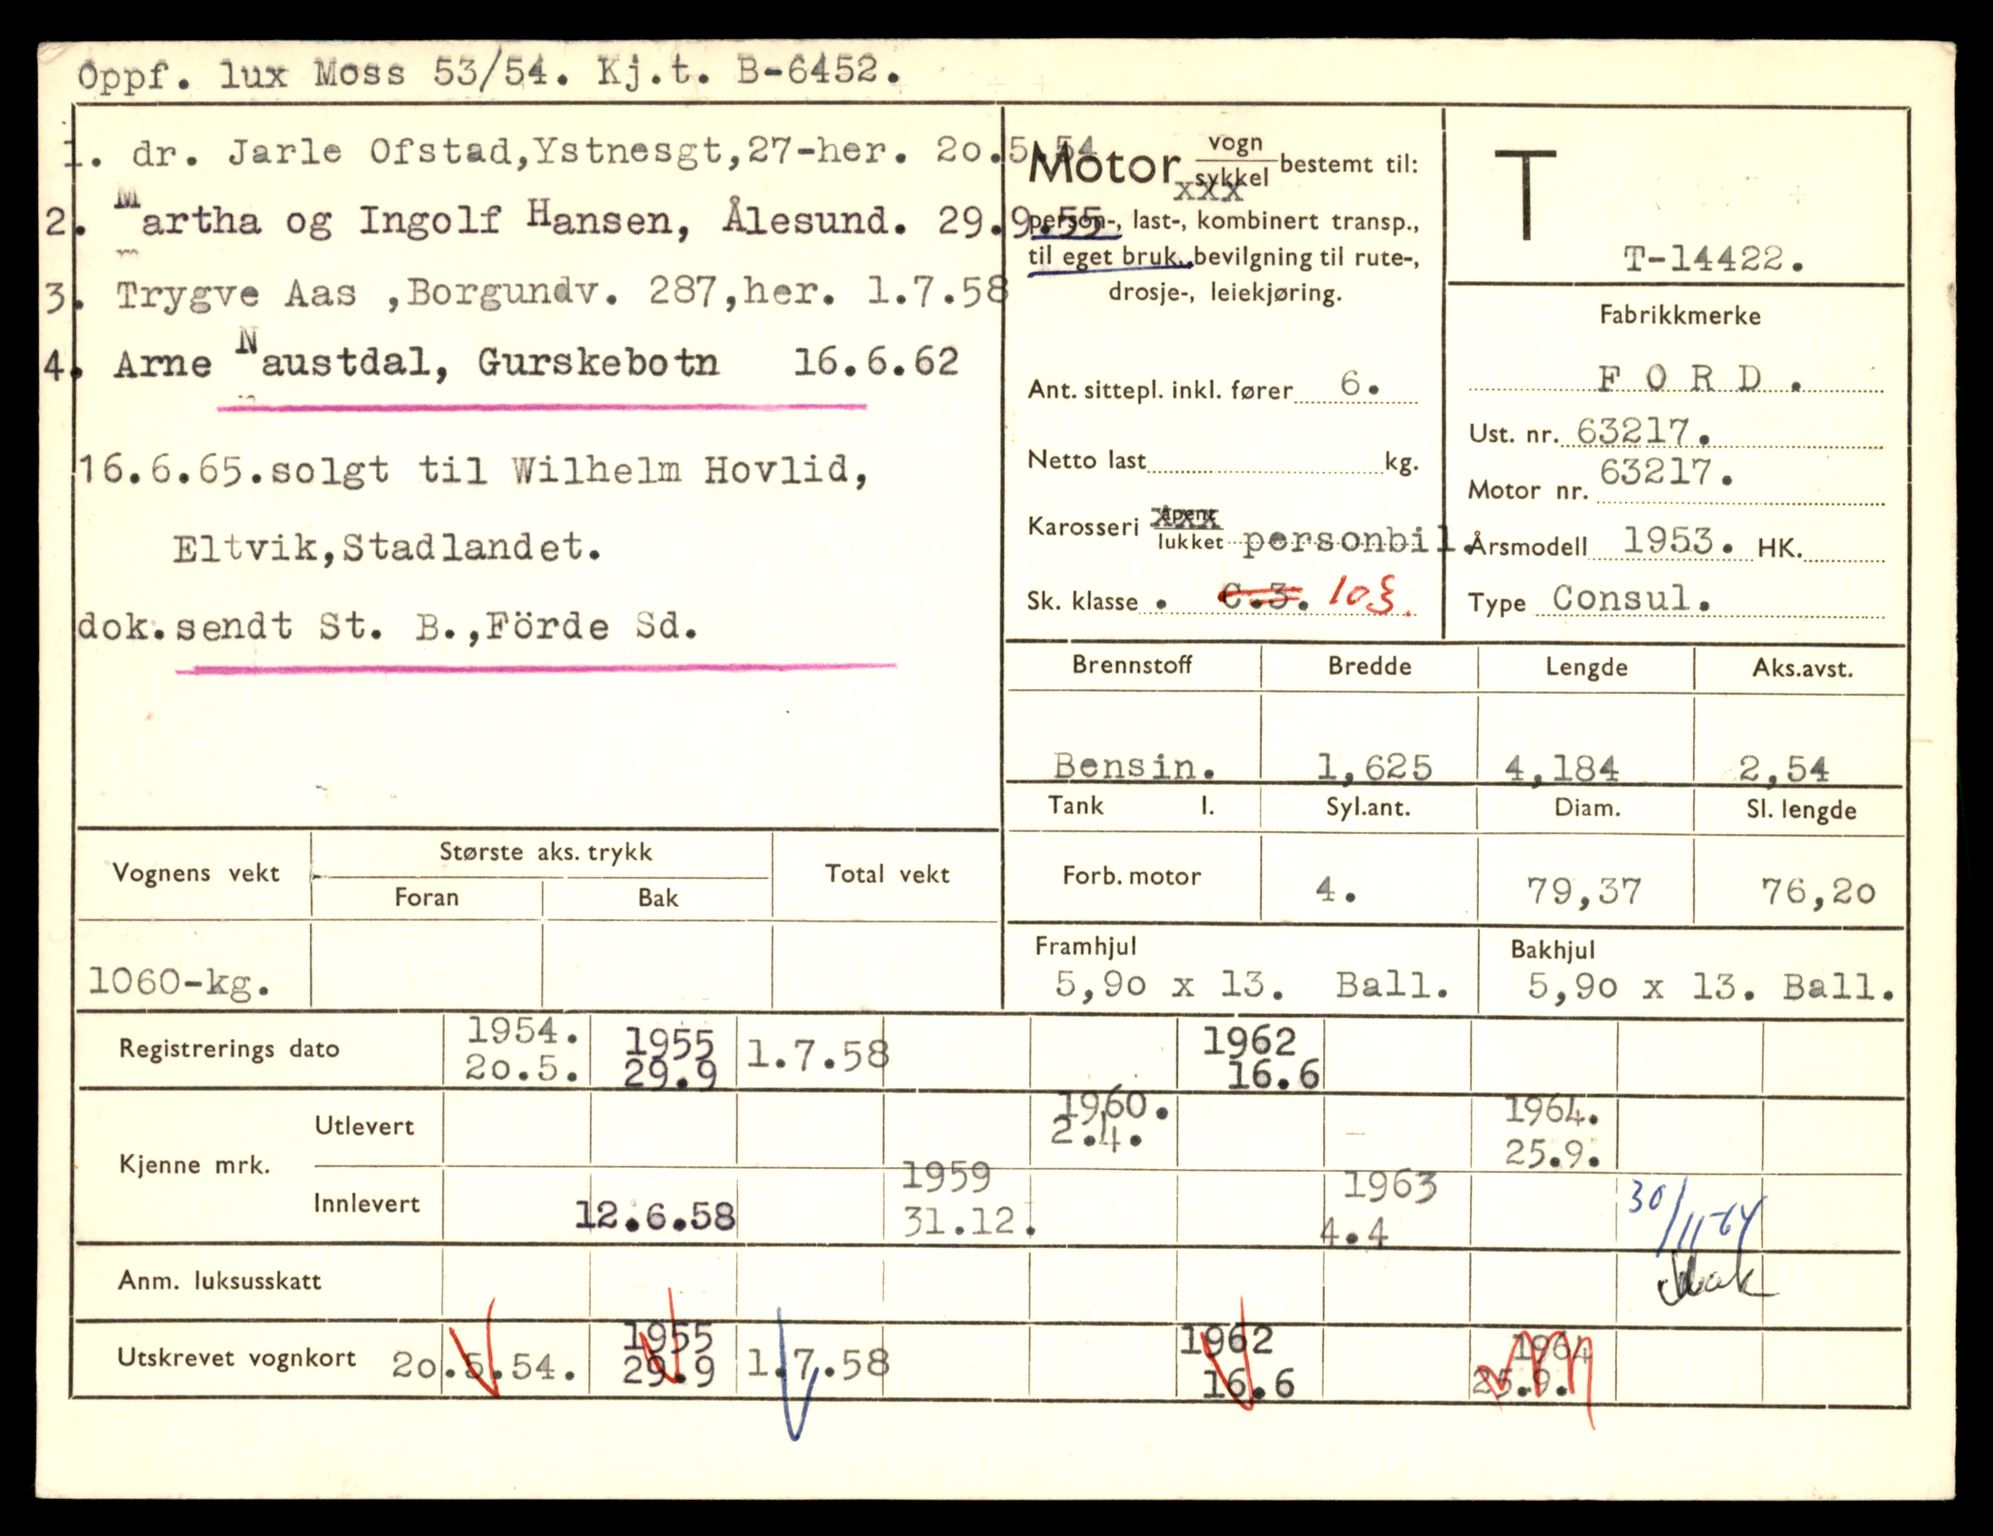 Oppf. lux Moss 53/54. Kj.t. B-6452.
1. dr. Jarle Ofstad,Ystnesgt,27-her. 20.5.54
2. Martha og Ingolf Hansen, Ålesund. 29.9.55
3. Trygve Aas ,Borgundv. 287,her. 1.7.58
4. Arne Naustdal, Gurskebotn 16.6.62
16.6.65.solgt til Wilhelm Hovlid,
Eltvik,Stadlandet.
dok.sendt St. B.,Förde Sd.
Motor vogn sykkel bestemt til:
xxx
person-, last-, kombinert transp.,
til eget bruk, bevilgning til rute-,
drosje-, leiekjøring.
Ant. sittepl. inkl. fører 6.
Netto last kg.
Karosseri åpent lukket personbil.
xxx
Sk. klasse . C.3. 10§.
T
T-14422.
Fabrikkmerke
FORD.
Ust. nr. 63217.
Motor nr. 63217.
Årsmodell 1953. HK.
Type Consul.
Brennstoff Bredde Lengde Aks.avst.
Bensin. 1,625 4,184 2,54
Tank l. Syl.ant. Diam. Sl. lengde
Forb. motor 4. 79,37 76,20
Framhjul Bakhjul
5,90 x 13. Ball. 5,90 x 13. Ball.
Vognens vekt Største aks. trykk Total vekt
Foran Bak
1060-kg.
Registrerings dato 1954. 20.5. 1955 29.9 1.7.58 1962 16.6
Kjenne mrk.
Utlevert 1960. 2.4. 1964. 25.9.
Innlevert 12.6.58 1959 31.12. 1963 4.4 30/11-64
Anm. luksusskatt
Utskrevet vognkort 20.5.54. 1955 29.9 1.7.58 1962 16.6 1964 25.9.